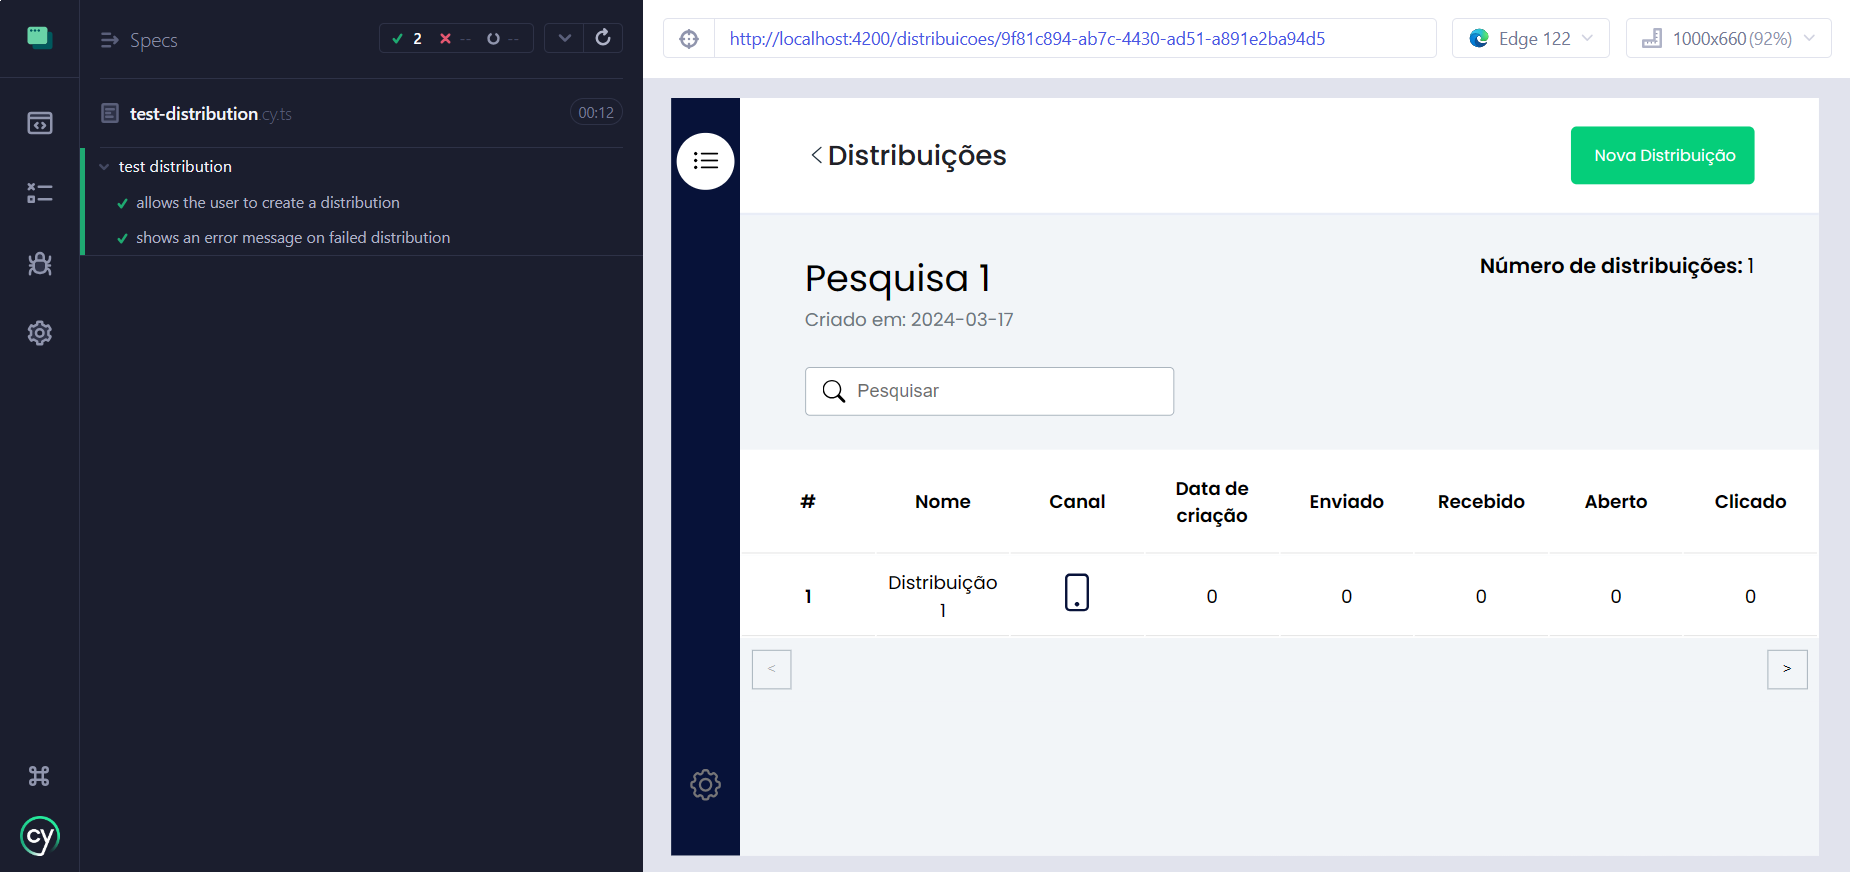 Specs
2 -- --
test-distribution.cy.ts
00:12
test distribution
allows the user to create a distribution
shows an error message on failed distribution
cy
http://localhost:4200/distribuicoes/9f81c894-ab7c-4430-ad51-a891e2ba94d5
Edge 122
1000x660 (92%)
< Distribuições
Nova Distribuição
Pesquisa 1
Número de distribuições: 1
Criado em: 2024-03-17
Pesquisar
# Nome Canal Data de criação Enviado Recebido Aberto Clicado
1 Distribuição 1 0 0 0 0 0
< >